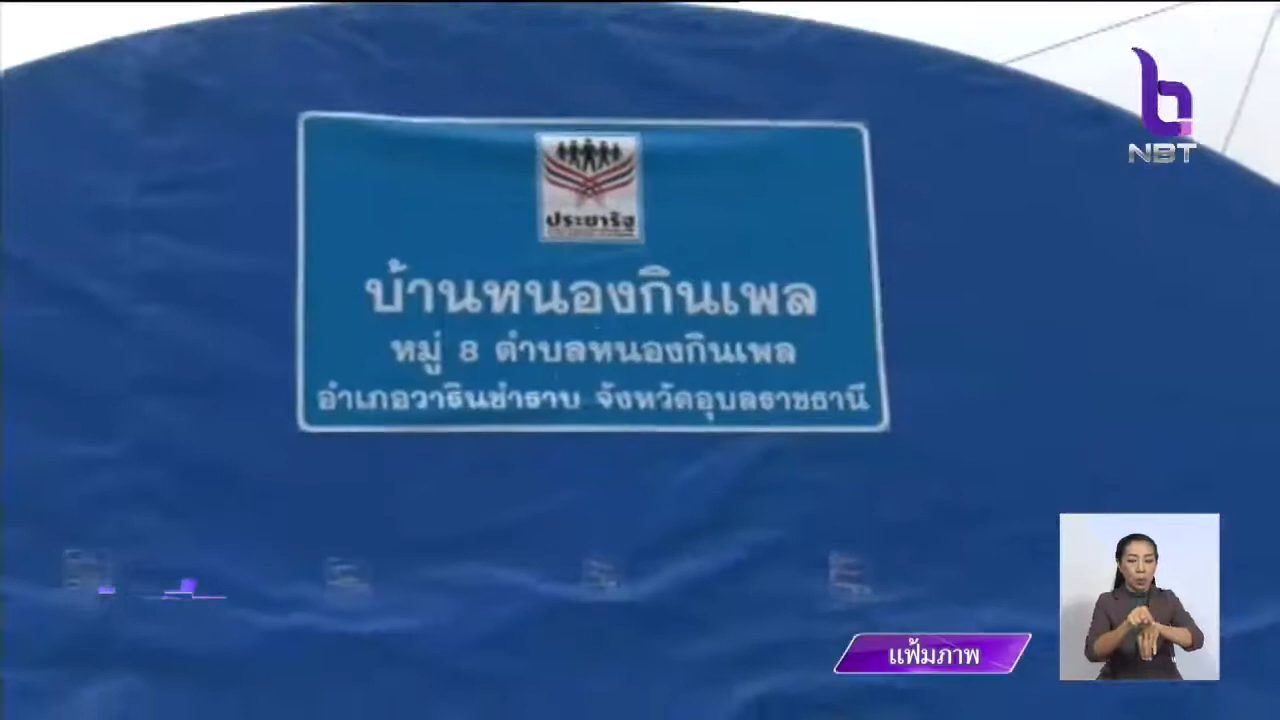 NBT
ประชารัฐ
บ้านหนองกินเพล
หมู่ 8 ตำบลหนองกินเพล
อำเภอวารินชำราบ จังหวัดอุบลราชธานี
แฟ้มภาพ